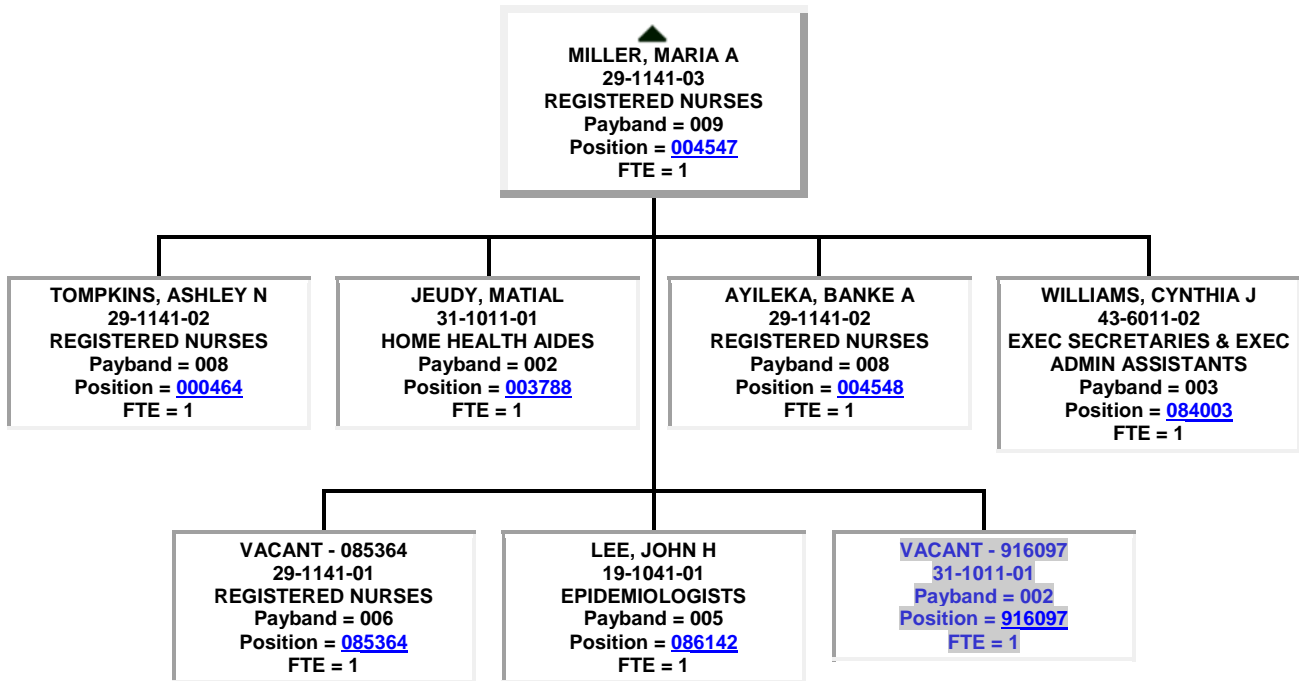 MILLER, MARIA A
29-1141-03
REGISTERED NURSES
Payband = 009
Position = 004547
FTE = 1
TOMPKINS, ASHLEY N
29-1141-02
REGISTERED NURSES
Payband = 008
Position = 000464
FTE = 1
JEUDY, MATIAL
31-1011-01
HOME HEALTH AIDES
Payband = 002
Position = 003788
FTE = 1
AYILEKA, BANKE A
29-1141-02
REGISTERED NURSES
Payband = 008
Position = 004548
FTE = 1
WILLIAMS, CYNTHIA J
43-6011-02
EXEC SECRETARIES & EXEC
ADMIN ASSISTANTS
Payband = 003
Position = 084003
FTE = 1
VACANT - 085364
29-1141-01
REGISTERED NURSES
Payband = 006
Position = 085364
FTE = 1
LEE, JOHN H
19-1041-01
EPIDEMIOLOGISTS
Payband = 005
Position = 086142
FTE = 1
VACANT - 916097
31-1011-01
Payband = 002
Position = 916097
FTE = 1